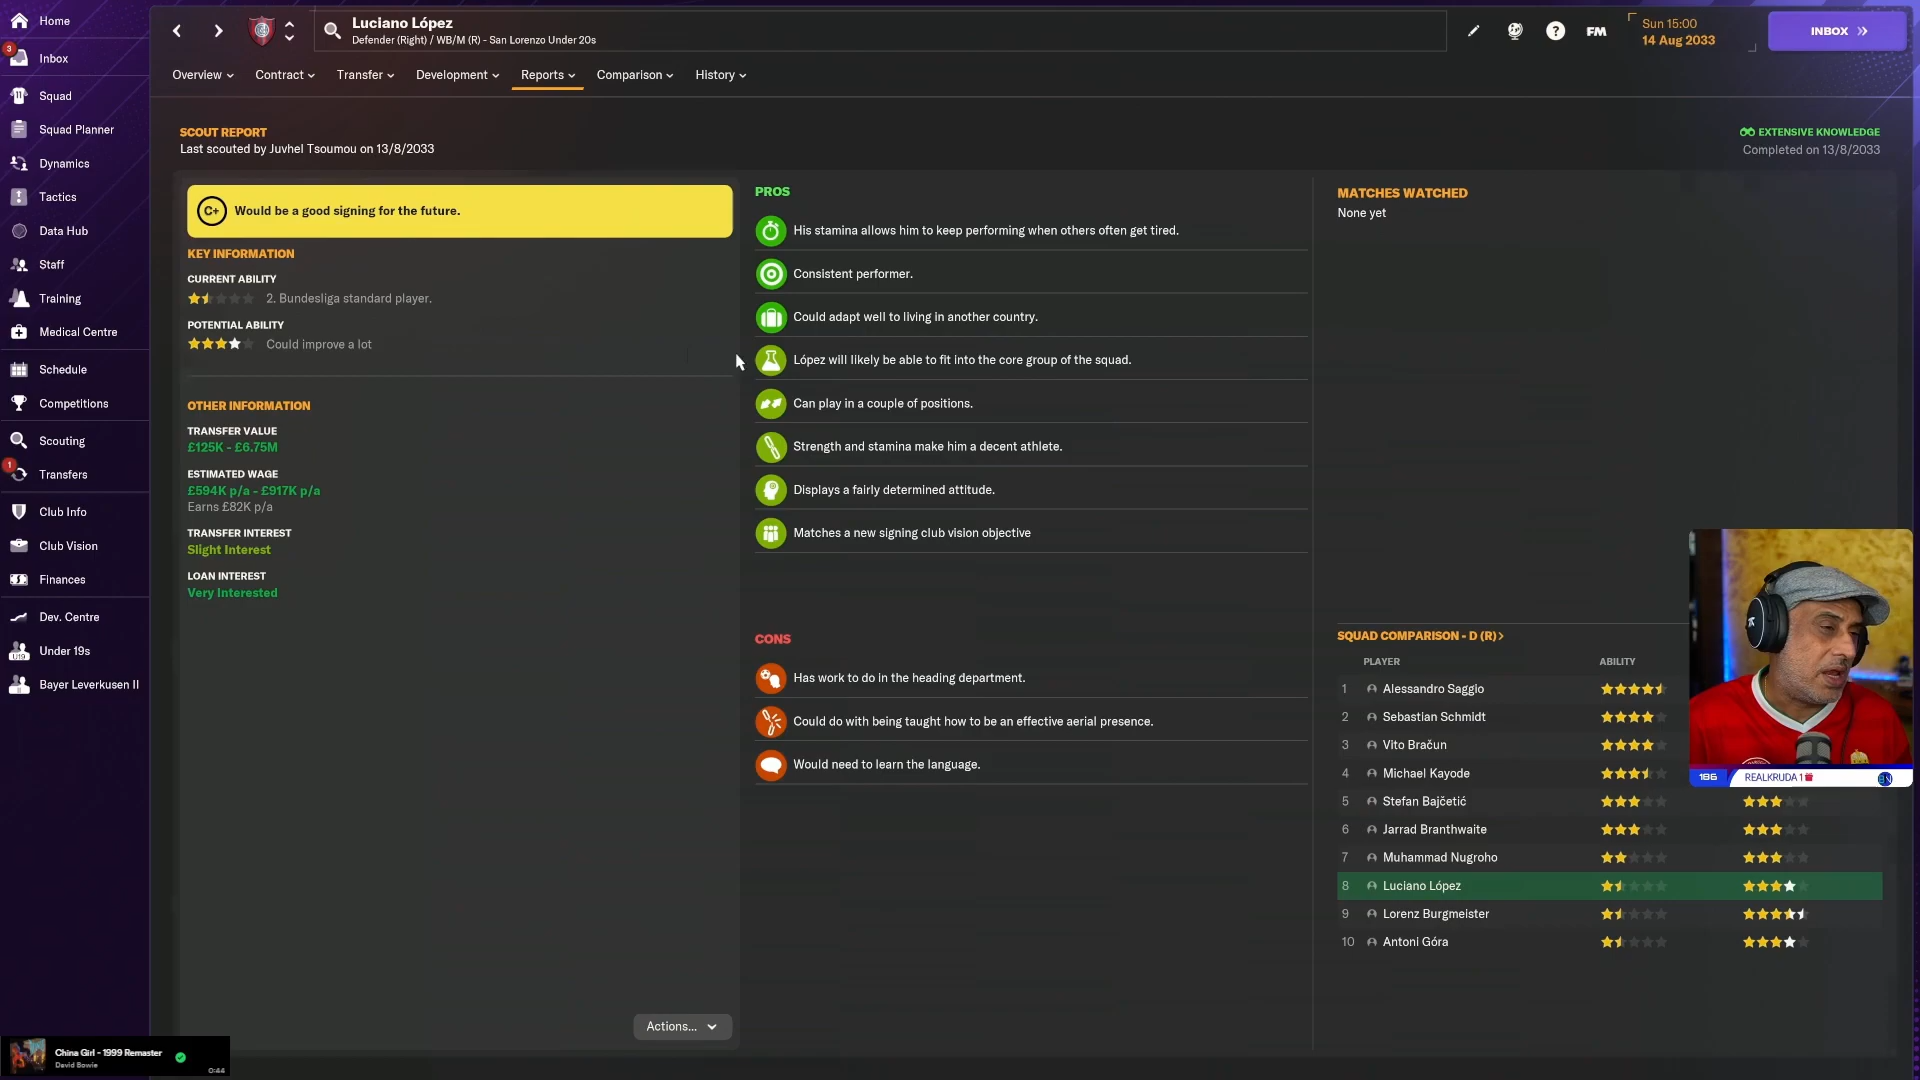 Home
3
Inbox
Squad
Squad Planner
Dynamics
Tactics
Data Hub
Staff
Training
Medical Centre
Schedule
Competitions
Scouting
1
Transfers
Club Info
Club Vision
Finances
Dev. Centre
U19
Under 19s
Bayer Leverkusen II
Luciano López
Defender (Right) / WB/M (R) - San Lorenzo Under 20s
FM
Sun 15:00
14 Aug 2033
INBOX
Overview
Contract
Transfer
Development
Reports
Comparison
History
SCOUT REPORT
Last scouted by Juvhel Tsoumou on 13/8/2033
EXTENSIVE KNOWLEDGE
Completed on 13/8/2033
C+
Would be a good signing for the future.
KEY INFORMATION
CURRENT ABILITY
2. Bundesliga standard player.
POTENTIAL ABILITY
Could improve a lot
OTHER INFORMATION
TRANSFER VALUE
£125K - £6.75M
ESTIMATED WAGE
£594K p/a - £917K p/a
Earns £82K p/a
TRANSFER INTEREST
Slight Interest
LOAN INTEREST
Very Interested
Actions...
PROS
His stamina allows him to keep performing when others often get tired.
Consistent performer.
Could adapt well to living in another country.
López will likely be able to fit into the core group of the squad.
Can play in a couple of positions.
Strength and stamina make him a decent athlete.
Displays a fairly determined attitude.
Matches a new signing club vision objective
CONS
Has work to do in the heading department.
Could do with being taught how to be an effective aerial presence.
Would need to learn the language.
MATCHES WATCHED
None yet
SQUAD COMPARISON - D (R)>
PLAYER ABILITY
1 Alessandro Saggio
2 Sebastian Schmidt
3 Vito Bračun
4 Michael Kayode
5 Stefan Bajčetić
6 Jarrad Branthwaite
7 Muhammad Nugroho
8 Luciano López
9 Lorenz Burgmeister
10 Antoni Góra
186 REALKRUDA 1
China Girl - 1999 Remaster
David Bowie
0:44